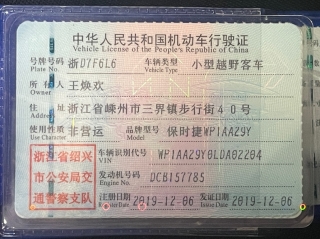 中华人民共和国机动车行驶证
Vehicle License of the People's Republic of China
号牌号码 浙D7F6L6 车辆类型 小型越野客车
Plate No. Vehicle Type
所有人 王焕欢
住址 浙江省嵊州市三界镇步行街40号
使用性质 非营运 品牌型号 保时捷WP1AAZ9Y
浙江省绍兴
市公安局交
通警察支队
车辆识别代号 WP1AAZ9Y0LDA02204
VIN
发动机号码 DCB157785
Engine No.
注册日期 2019-12-06 发证日期 2019-12-06
Register Date Issue Date